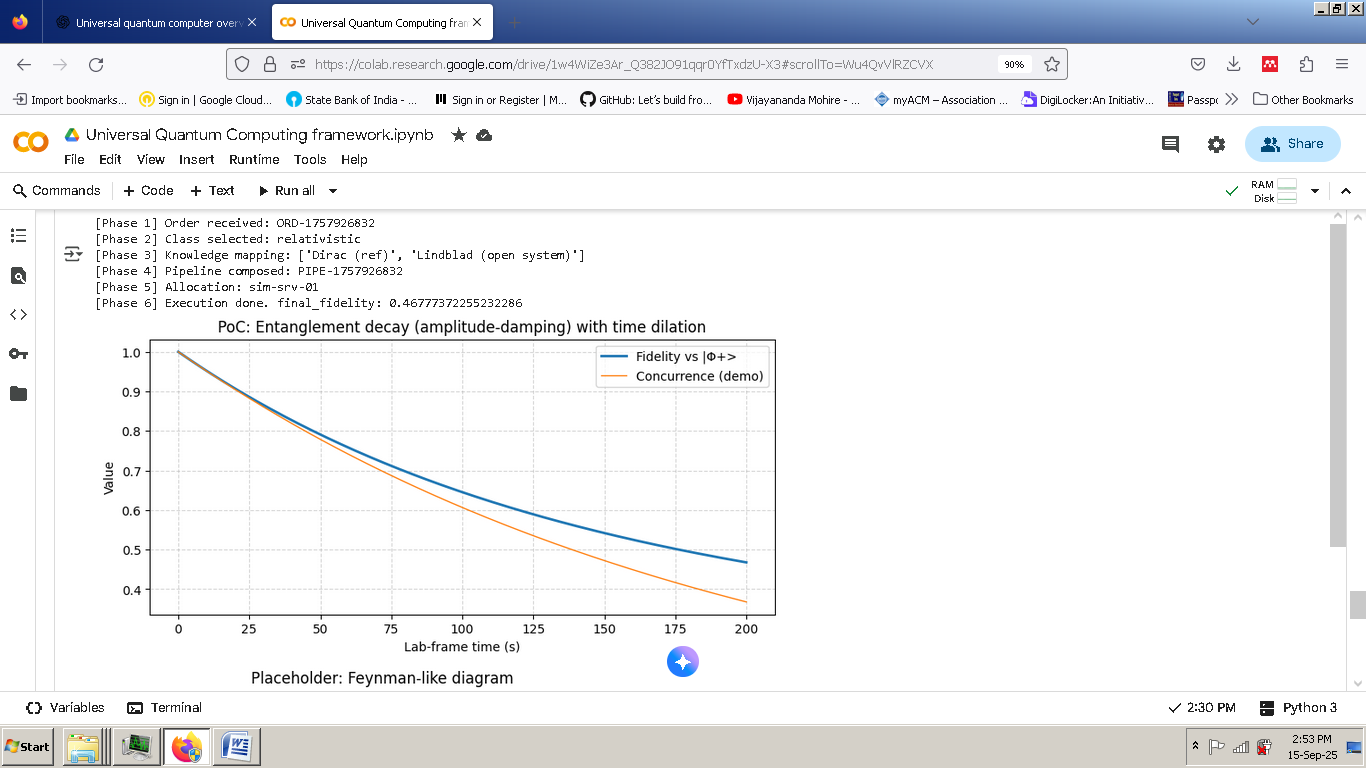 Universal quantum computer over
Universal Quantum Computing fran
https://colab.research.google.com/drive/1w4WiZe3Ar_Q382JO91qqr0YfTxdzU-X3#scrollTo=Wu4QvVlRZCVX
90%
Import bookmarks...
Sign in | Google Cloud...
State Bank of India - ...
Sign In or Register | M...
GitHub: Let's build fro...
Vijayananda Mohire - ...
myACM – Association ...
DigiLocker:An Initiativ...
Passpo
Other Bookmarks
Universal Quantum Computing framework.ipynb
File Edit View Insert Runtime Tools Help
Share
Commands + Code + Text Run all
RAM
Disk
[Phase 1] Order received: ORD-1757926832
[Phase 2] Class selected: relativistic
[Phase 3] Knowledge mapping: ['Dirac (ref)', 'Lindblad (open system)']
[Phase 4] Pipeline composed: PIPE-1757926832
[Phase 5] Allocation: sim-srv-01
[Phase 6] Execution done. final_fidelity: 0.46777372255232286
PoC: Entanglement decay (amplitude-damping) with time dilation
Fidelity vs |Φ+>
Concurrence (demo)
Value
1.0
0.9
0.8
0.7
0.6
0.5
0.4
0 25 50 75 100 125 150 175 200
Lab-frame time (s)
Placeholder: Feynman-like diagram
Variables Terminal
2:30 PM Python 3
Start
2:53 PM
15-Sep-25